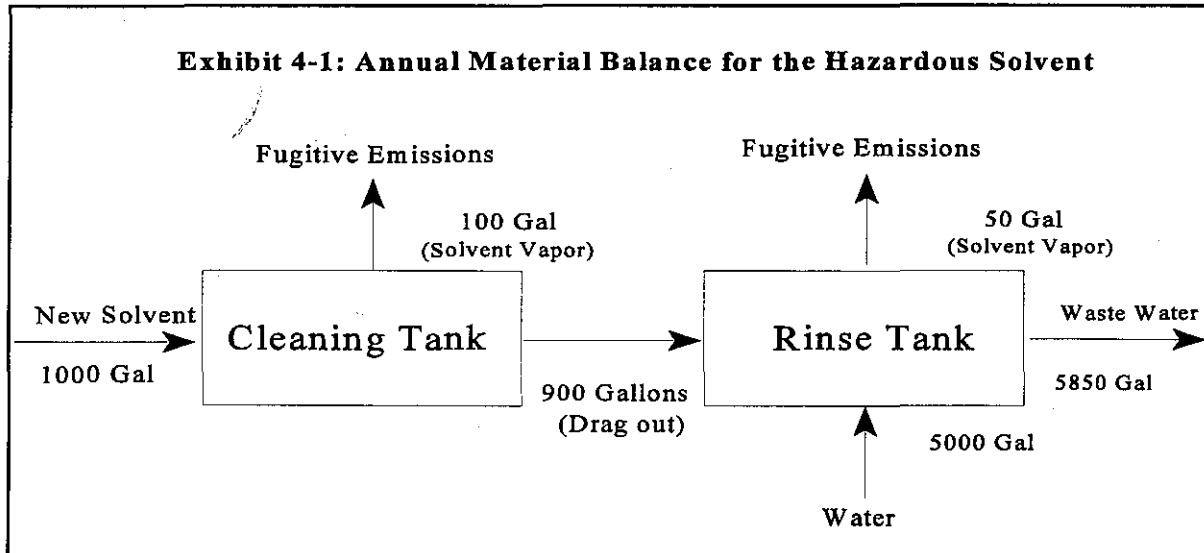 Exhibit 4-1: Annual Material Balance for the Hazardous Solvent
Fugitive Emissions
Fugitive Emissions
100 Gal
(Solvent Vapor)
50 Gal
(Solvent Vapor)
New Solvent
1000 Gal
Cleaning Tank
900 Gallons
(Drag out)
Rinse Tank
Waste Water
5850 Gal
5000 Gal
Water